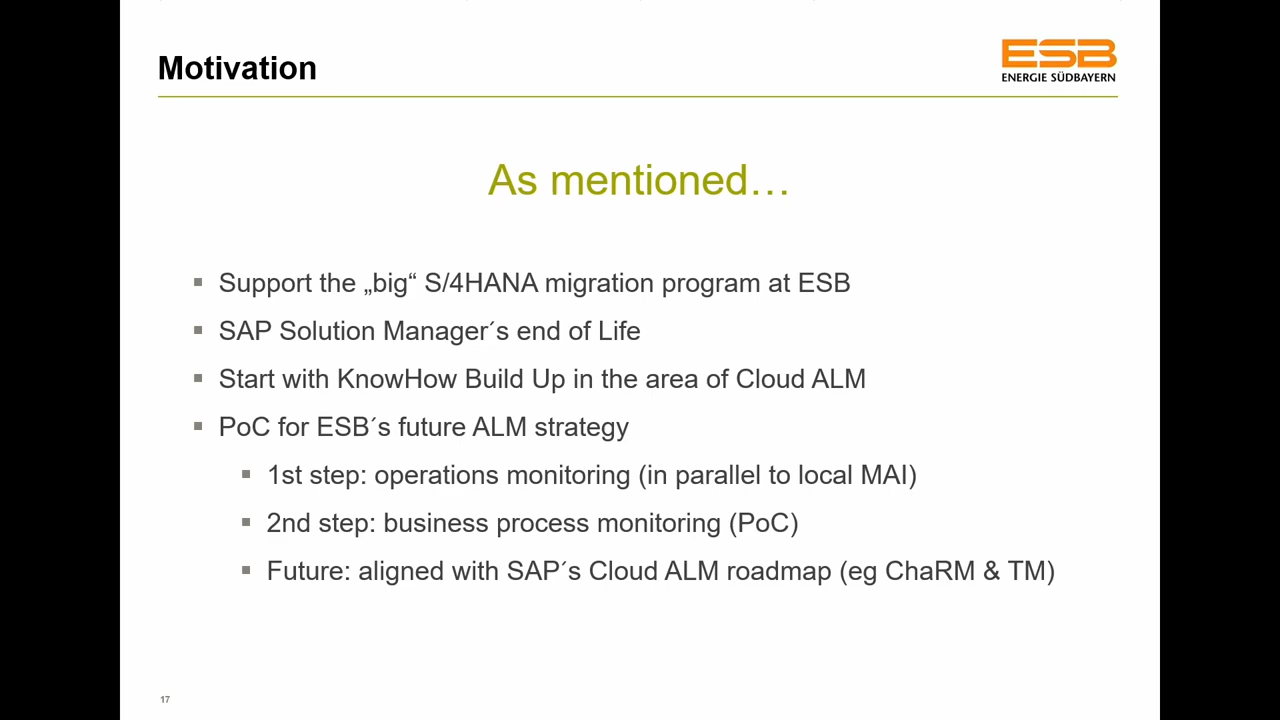 Motivation
ESB
ENERGIE SÜDBAYERN
As mentioned…
Support the „big“ S/4HANA migration program at ESB
SAP Solution Manager´s end of Life
Start with KnowHow Build Up in the area of Cloud ALM
PoC for ESB´s future ALM strategy
1st step: operations monitoring (in parallel to local MAI)
2nd step: business process monitoring (PoC)
Future: aligned with SAP´s Cloud ALM roadmap (eg ChaRM & TM)
17